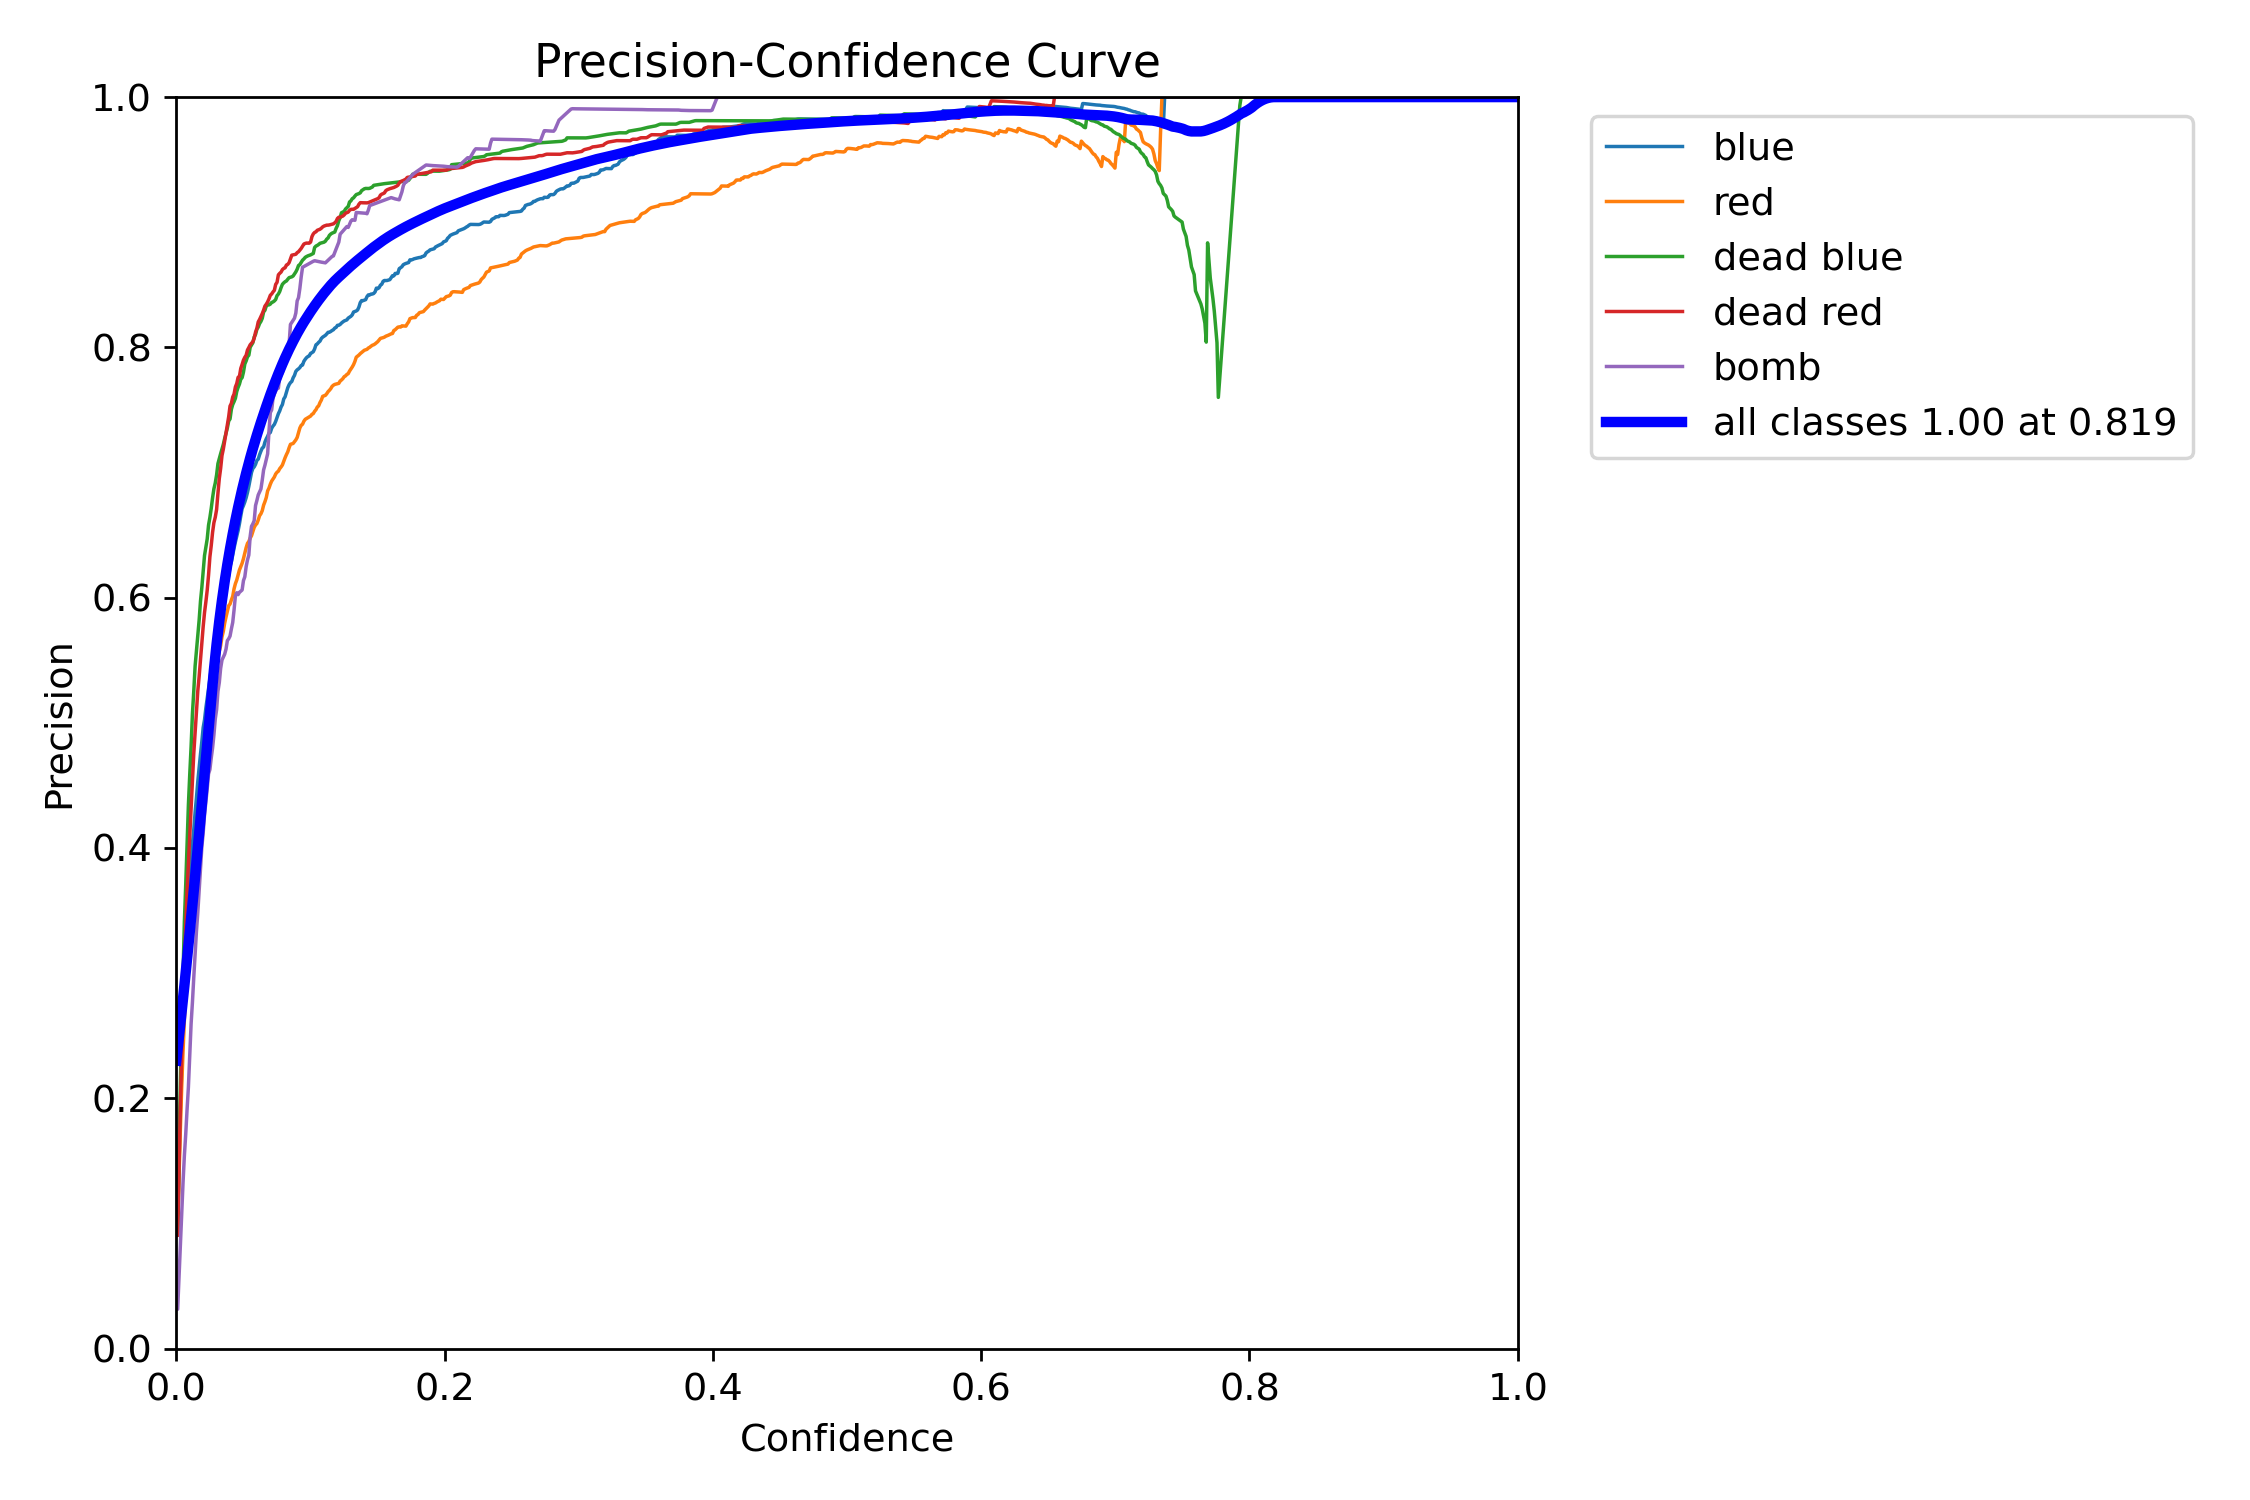 Precision-Confidence Curve
1.0
0.8
0.6
0.4
0.2
0.0
Precision
0.0 0.2 0.4 0.6 0.8 1.0
Confidence
blue
red
dead blue
dead red
bomb
all classes 1.00 at 0.819